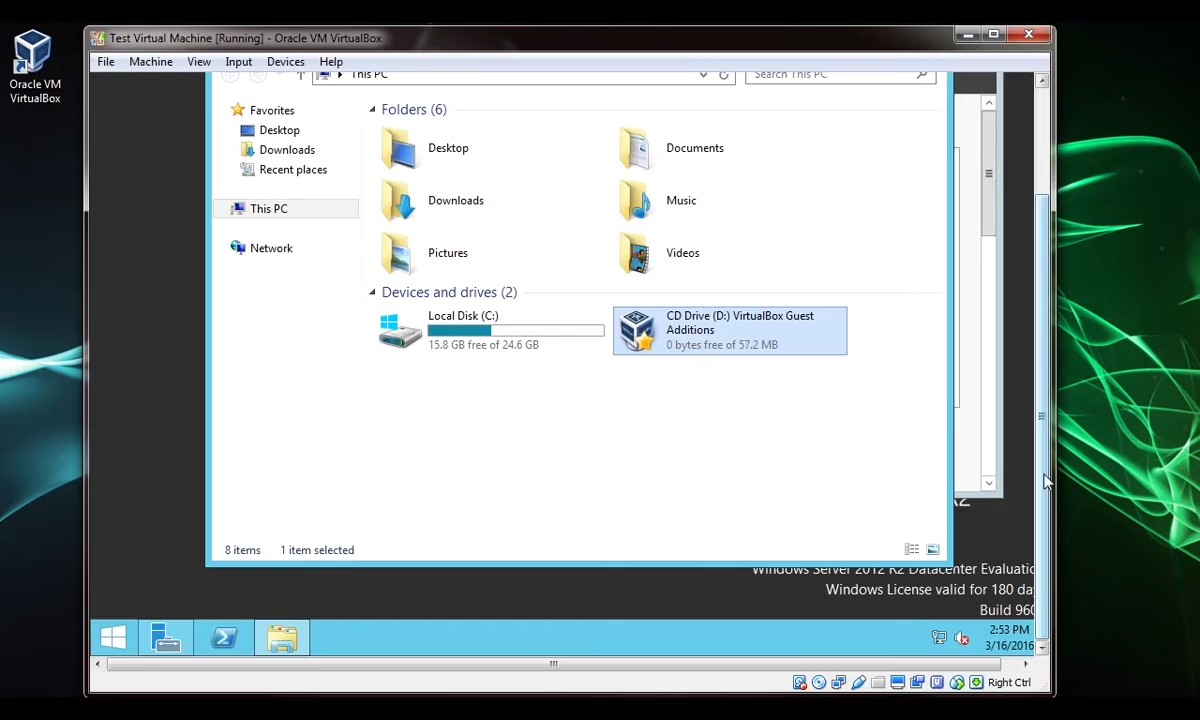 Oracle VM
VirtualBox
Test Virtual Machine [Running] - Oracle VM VirtualBox
File Machine View Input Devices Help
This PC
Search This PC
Favorites
Desktop
Downloads
Recent places
This PC
Network
Folders (6)
Desktop
Documents
Downloads
Music
Pictures
Videos
Devices and drives (2)
Local Disk (C:)
15.8 GB free of 24.6 GB
CD Drive (D:) VirtualBox Guest
Additions
0 bytes free of 57.2 MB
8 items 1 item selected
R2
Windows Server 2012 R2 Datacenter Evaluatio
Windows License valid for 180 da
Build 960
2:53 PM
3/16/2016
Right Ctrl